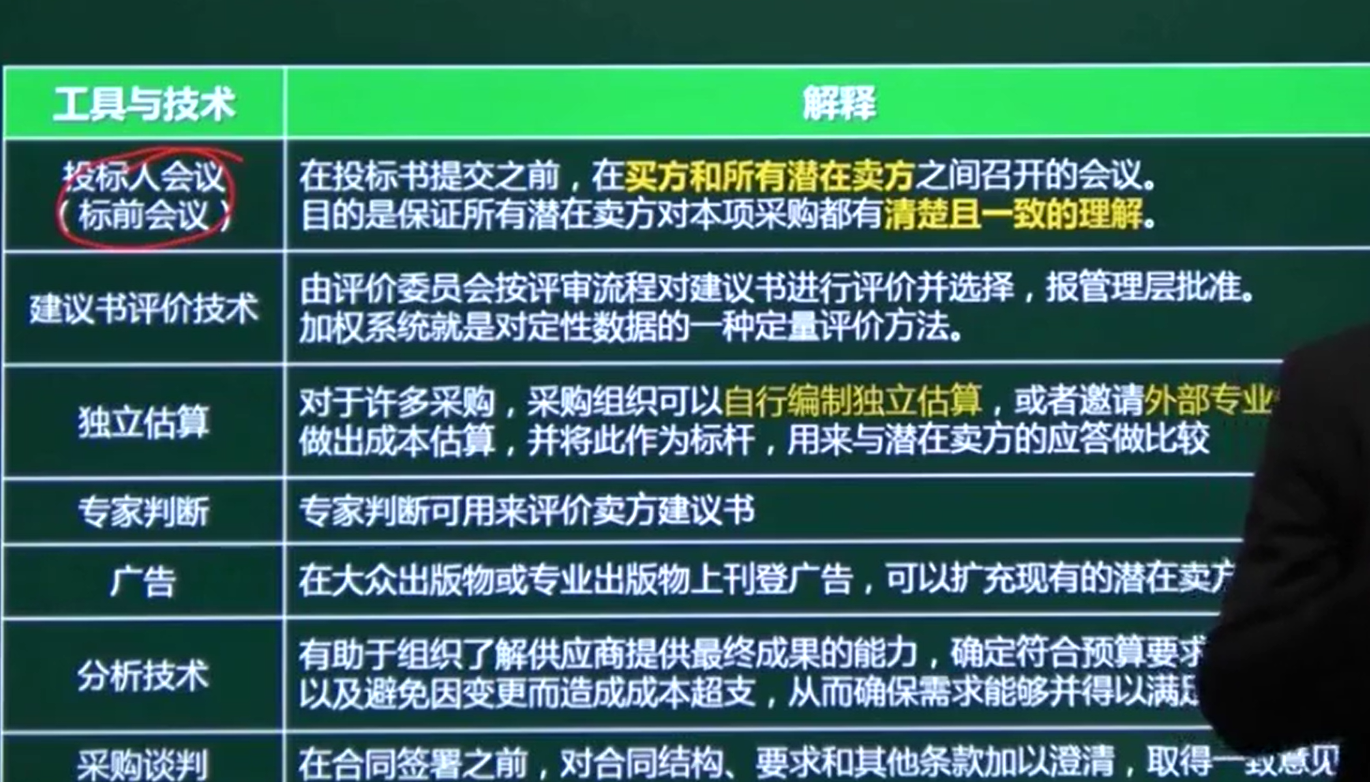 工具与技术
解释
投标人会议
（标前会议）
在投标书提交之前，在买方和所有潜在卖方之间召开的会议。
目的是保证所有潜在卖方对本项采购都有清楚且一致的理解。
建议书评价技术
由评价委员会按评审流程对建议书进行评价并选择，报管理层批准。
加权系统就是对定性数据的一种定量评价方法。
独立估算
对于许多采购，采购组织可以自行编制独立估算，或者邀请外部专业
做出成本估算，并将此作为标杆，用来与潜在卖方的应答做比较
专家判断
专家判断可用来评价卖方建议书
广告
在大众出版物或专业出版物上刊登广告，可以扩充现有的潜在卖方
分析技术
有助于组织了解供应商提供最终成果的能力，确定符合预算要求
以及避免因变更而造成成本超支，从而确保需求能够并得以满足
采购谈判
在合同签署之前，对合同结构、要求和其他条款加以澄清，取得一致意见